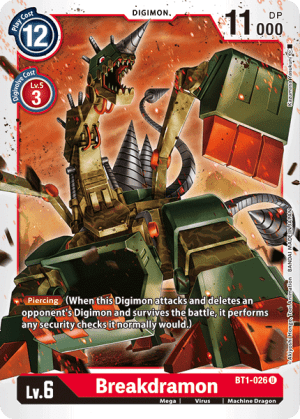 Play Cost
12
DIGIMON
11000
DP
Digivolve Cost
Lv.5
3
Piercing (When this Digimon attacks and deletes an
opponent's Digimon and survives the battle, it performs
any security checks it normally would.)
Lv.6
Breakdramon
BT1-026 U
Mega | Virus | Machine Dragon